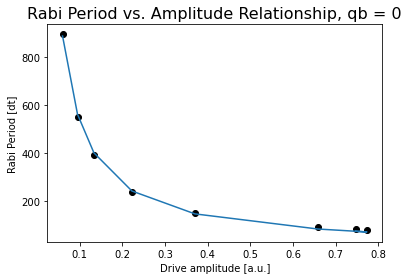 Rabi Period vs. Amplitude Relationship, qb = 0
Rabi Period [dt]
800
600
400
200
0.1 0.2 0.3 0.4 0.5 0.6 0.7 0.8
Drive amplitude [a.u.]